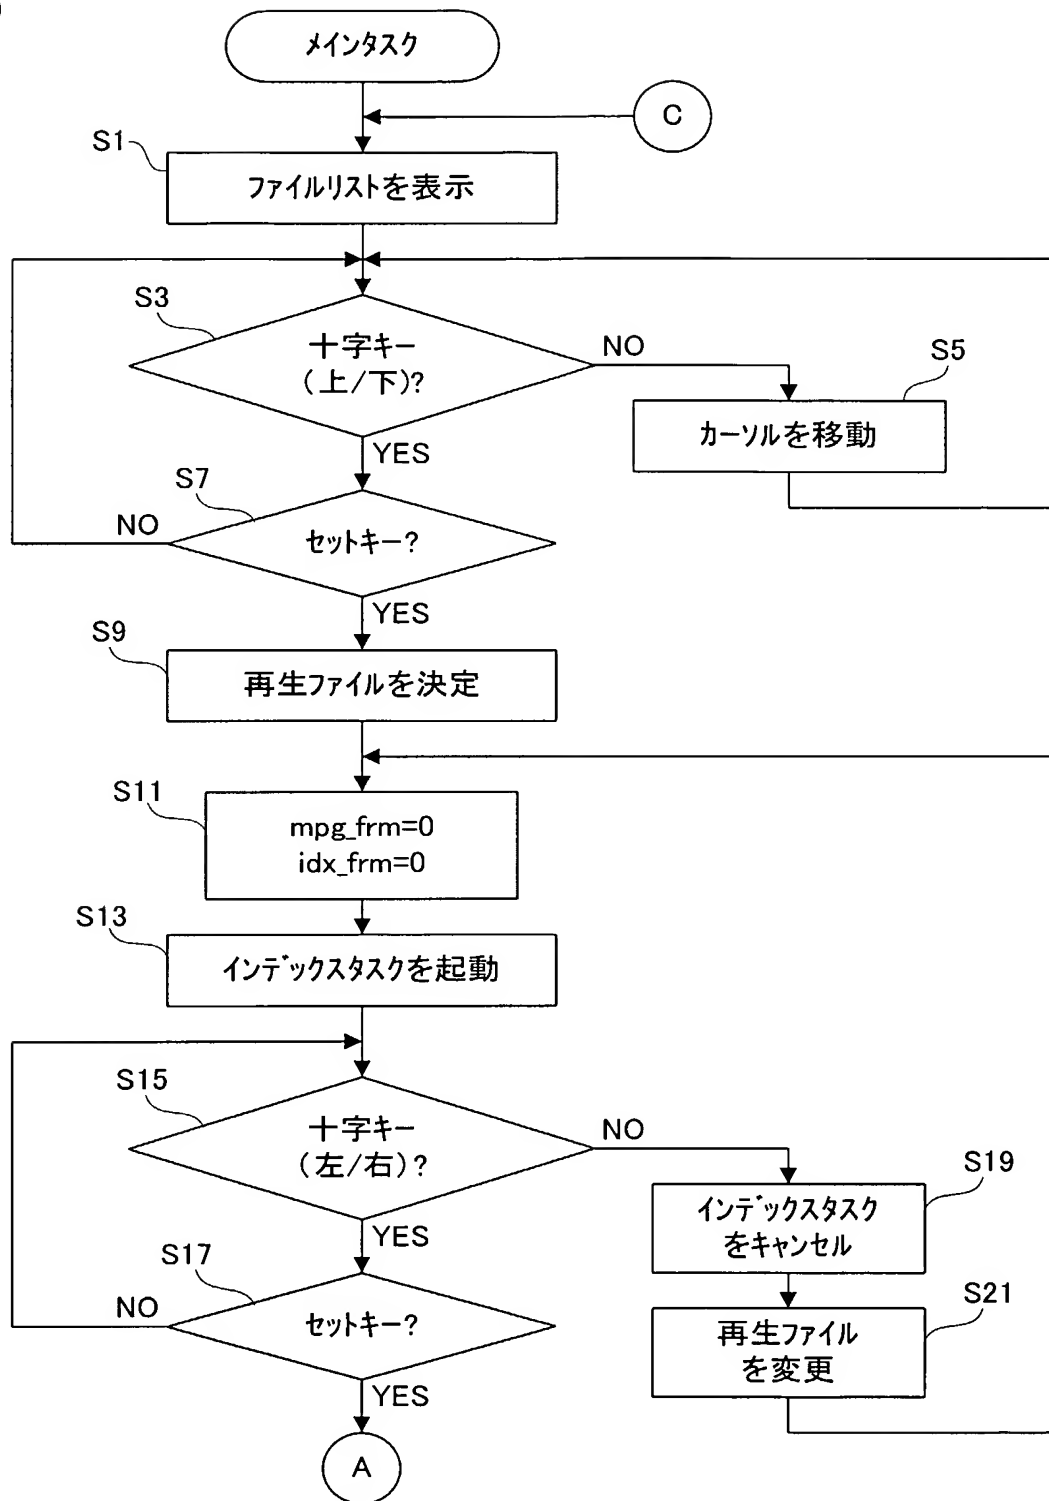 メインタスク
C
S1
ファイルリストを表示
S3
十字キー
(上/下)?
NO
S5
カーソルを移動
YES
S7
NO
セットキー?
YES
S9
再生ファイルを決定
S11
mpg_frm=0
idx_frm=0
S13
インデックスタスクを起動
S15
十字キー
(左/右)?
NO
S19
インデックスタスク
をキャンセル
YES
S17
NO
セットキー?
S21
再生ファイル
を変更
YES
A